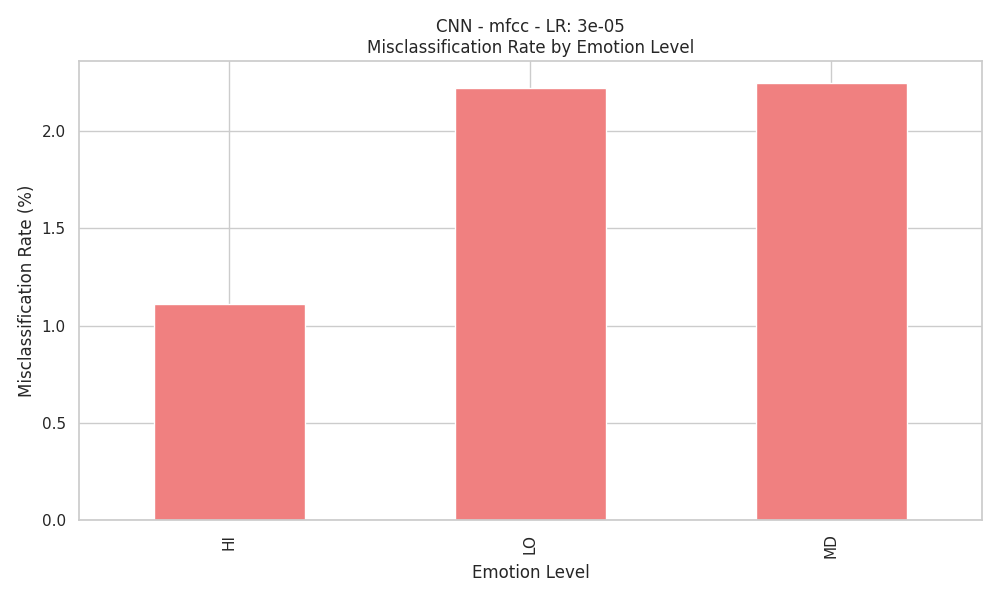 CNN - mfcc - LR: 3e-05
Misclassification Rate by Emotion Level
Misclassification Rate (%)
2.0
1.5
1.0
0.5
0.0
HI
LO
MD
Emotion Level